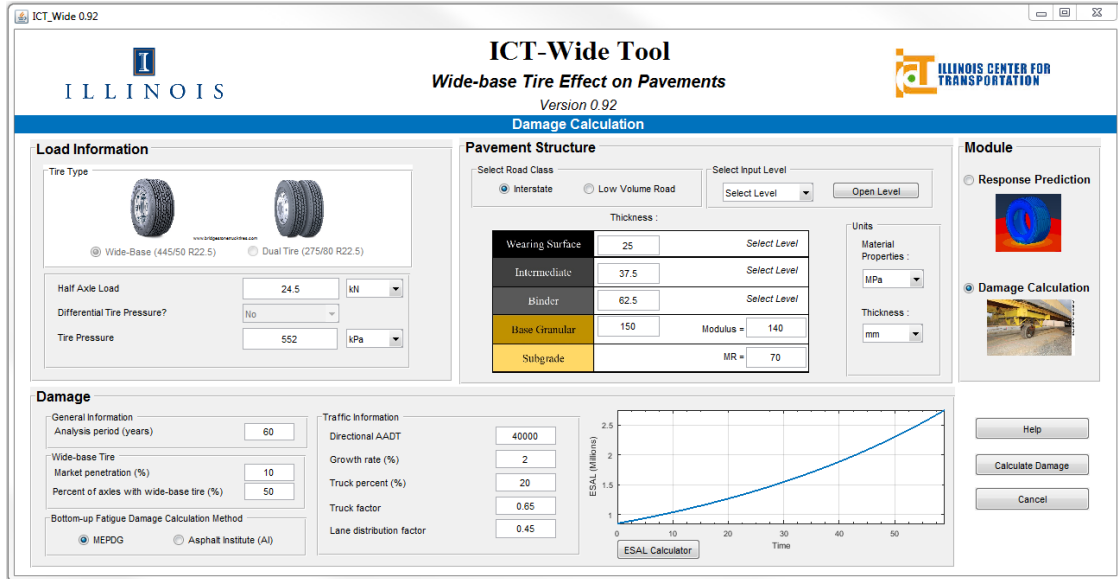 ICT_Wide 0.92
I
ILLINOIS
ICT-Wide Tool
Wide-base Tire Effect on Pavements
Version 0.92
ICT
ILLINOIS CENTER FOR
TRANSPORTATION
Damage Calculation
Load Information
Tire Type
www.bridgestonetrucktires.com
Wide-Base (445/50 R22.5)
Dual Tire (275/80 R22.5)
Half Axle Load 24.5 kN
Differential Tire Pressure? No
Tire Pressure 552 kPa
Pavement Structure
Select Road Class
Interstate
Low Volume Road
Select Input Level
Select Level
Open Level
Thickness :
Wearing Surface 25 Select Level
Intermediate 37.5 Select Level
Binder 62.5 Select Level
Base Granular 150 Modulus = 140
Subgrade MR = 70
Units
Material
Properties :
MPa
Thickness :
mm
Module
Response Prediction
Damage Calculation
Damage
General Information
Analysis period (years) 60
Wide-base Tire
Market penetration (%) 10
Percent of axles with wide-base tire (%) 50
Bottom-up Fatigue Damage Calculation Method
MEPDG
Asphalt Institute (AI)
Traffic Information
Directional AADT 40000
Growth rate (%) 2
Truck percent (%) 20
Truck factor 0.65
Lane distribution factor 0.45
ESAL (Millions)
2.5
2
1.5
1
0 10 20 30 40 50
Time
ESAL Calculator
Help
Calculate Damage
Cancel